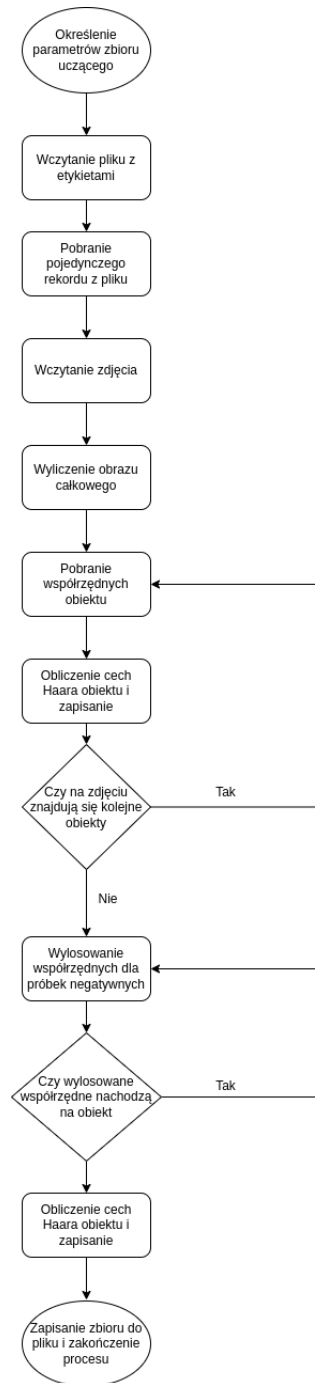 Określenie
parametrów zbioru
uczącego
Wczytanie pliku z
etykietami
Pobranie
pojedynczego
rekordu z pliku
Wczytanie zdjęcia
Wyliczenie obrazu
całkowego
Pobranie
współrzędnych
obiektu
Obliczenie cech
Haara obiektu i
zapisanie
Czy na zdjęciu
znajdują się kolejne
obiekty
Tak
Nie
Wylosowanie
współrzędnych dla
próbek negatywnych
Czy wylosowane
współrzędne nachodzą
na obiekt
Tak
Obliczenie cech
Haara obiektu i
zapisanie
Zapisanie zbioru do
pliku i zakończenie
procesu